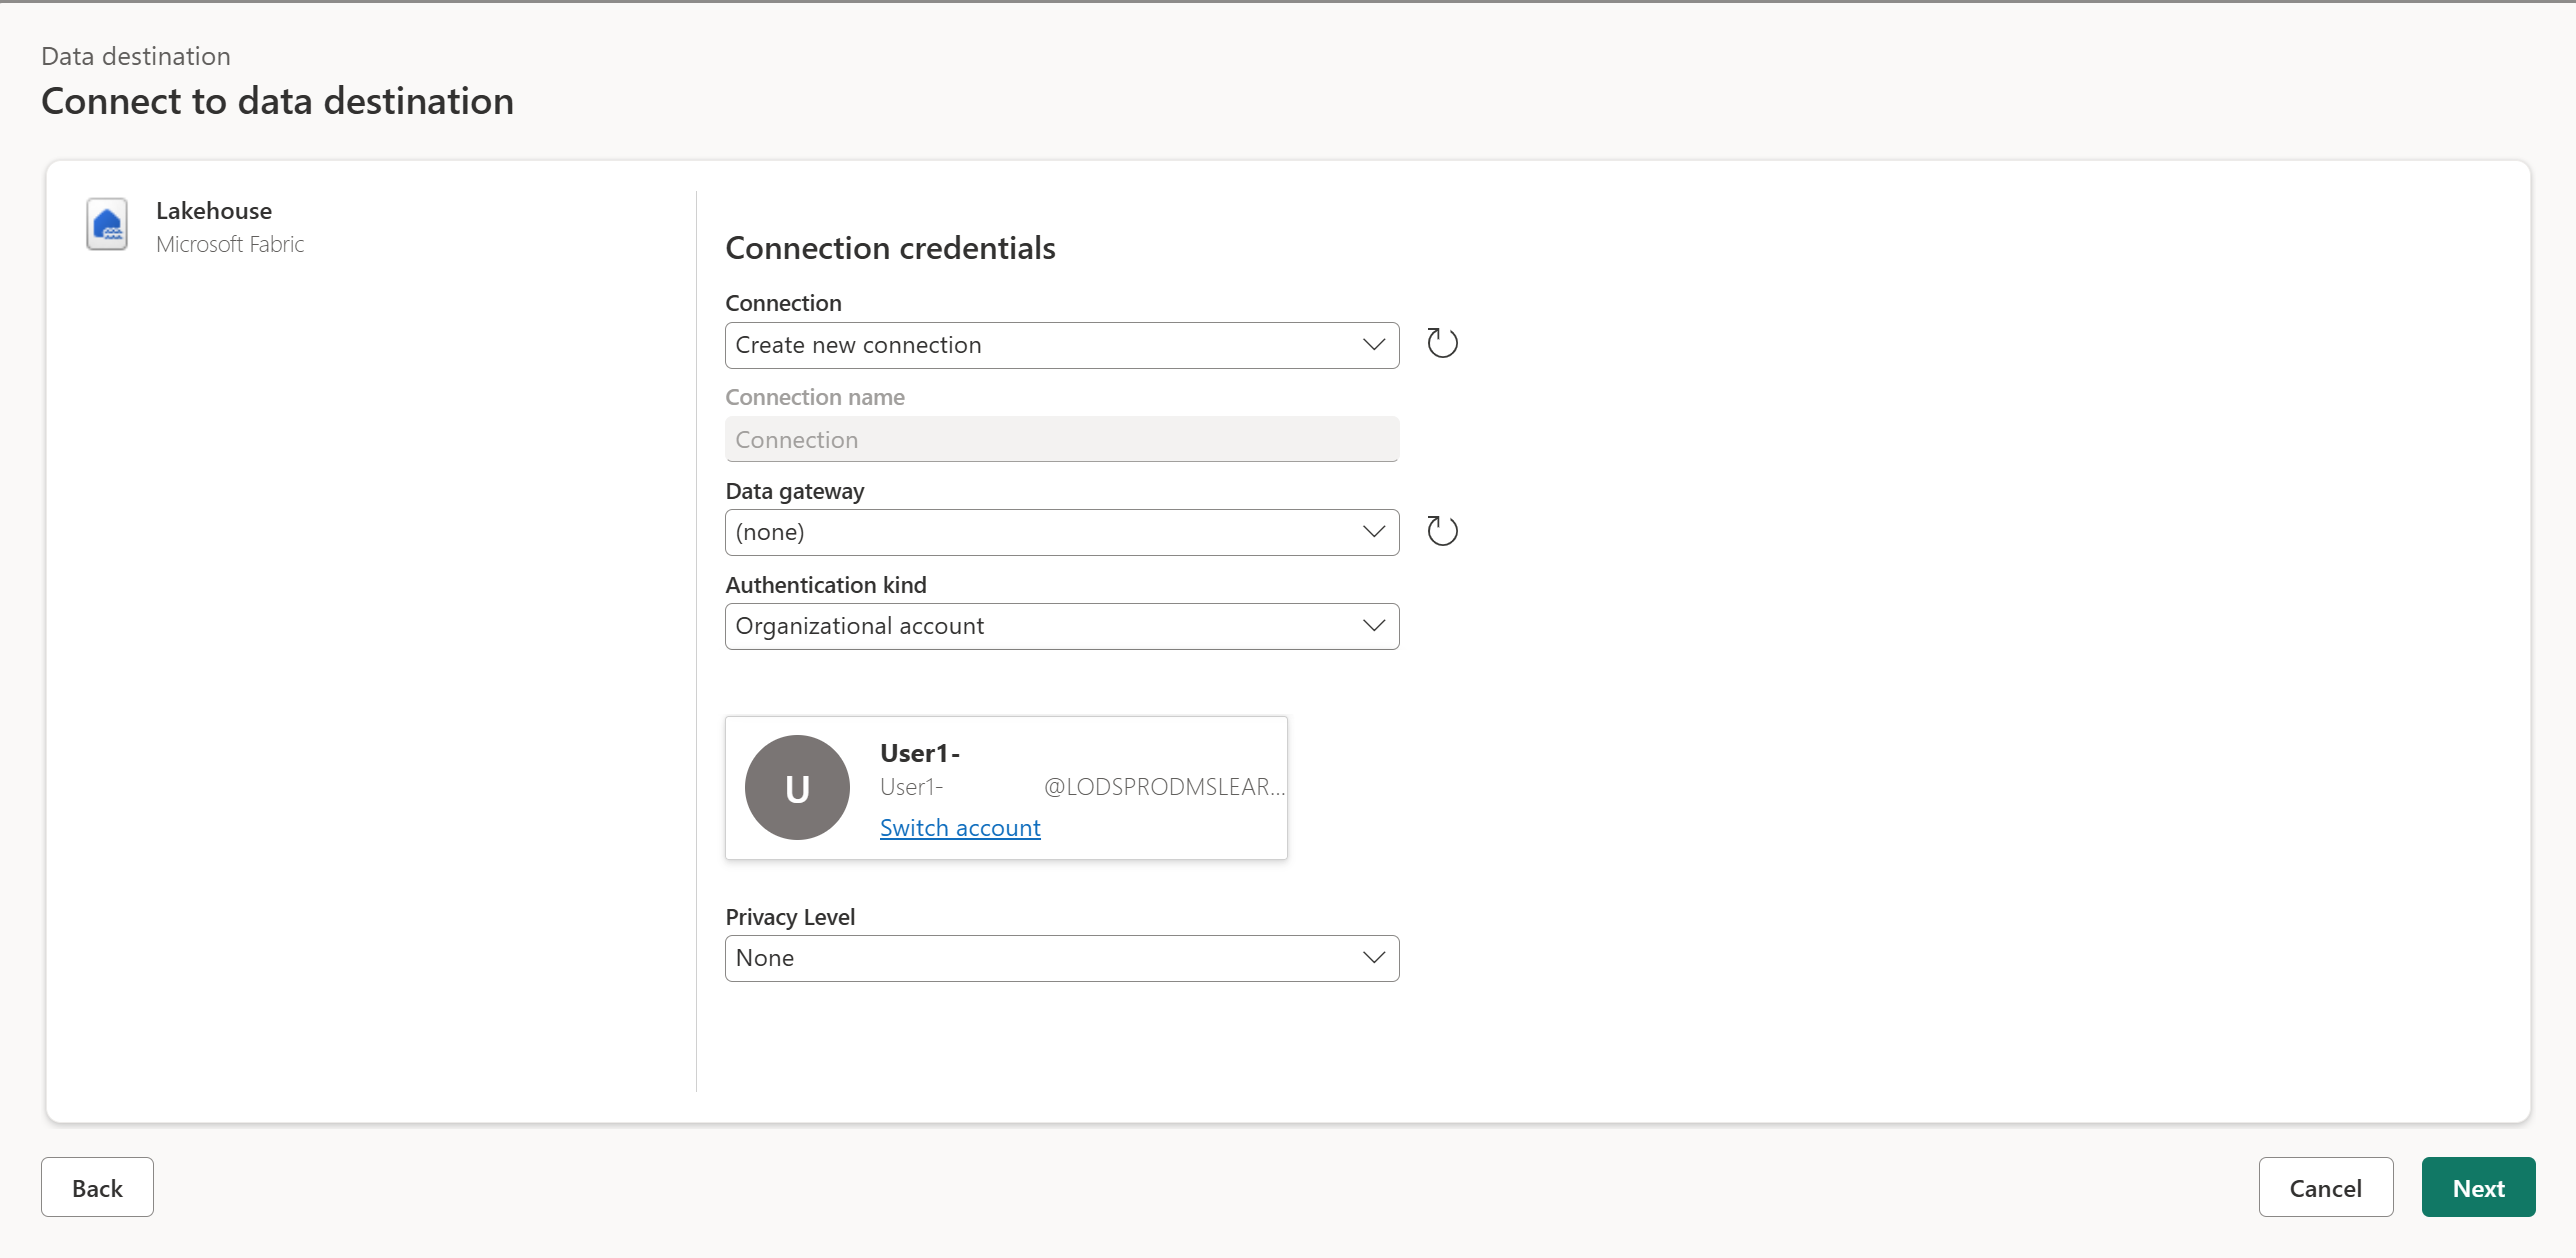 Data destination
Connect to data destination
Lakehouse
Microsoft Fabric
Connection credentials
Connection
Create new connection
Connection name
Connection
Data gateway
(none)
Authentication kind
Organizational account
U
User1-
User1- @LODSPRODMSLEAR...
Switch account
Privacy Level
None
Back
Cancel
Next